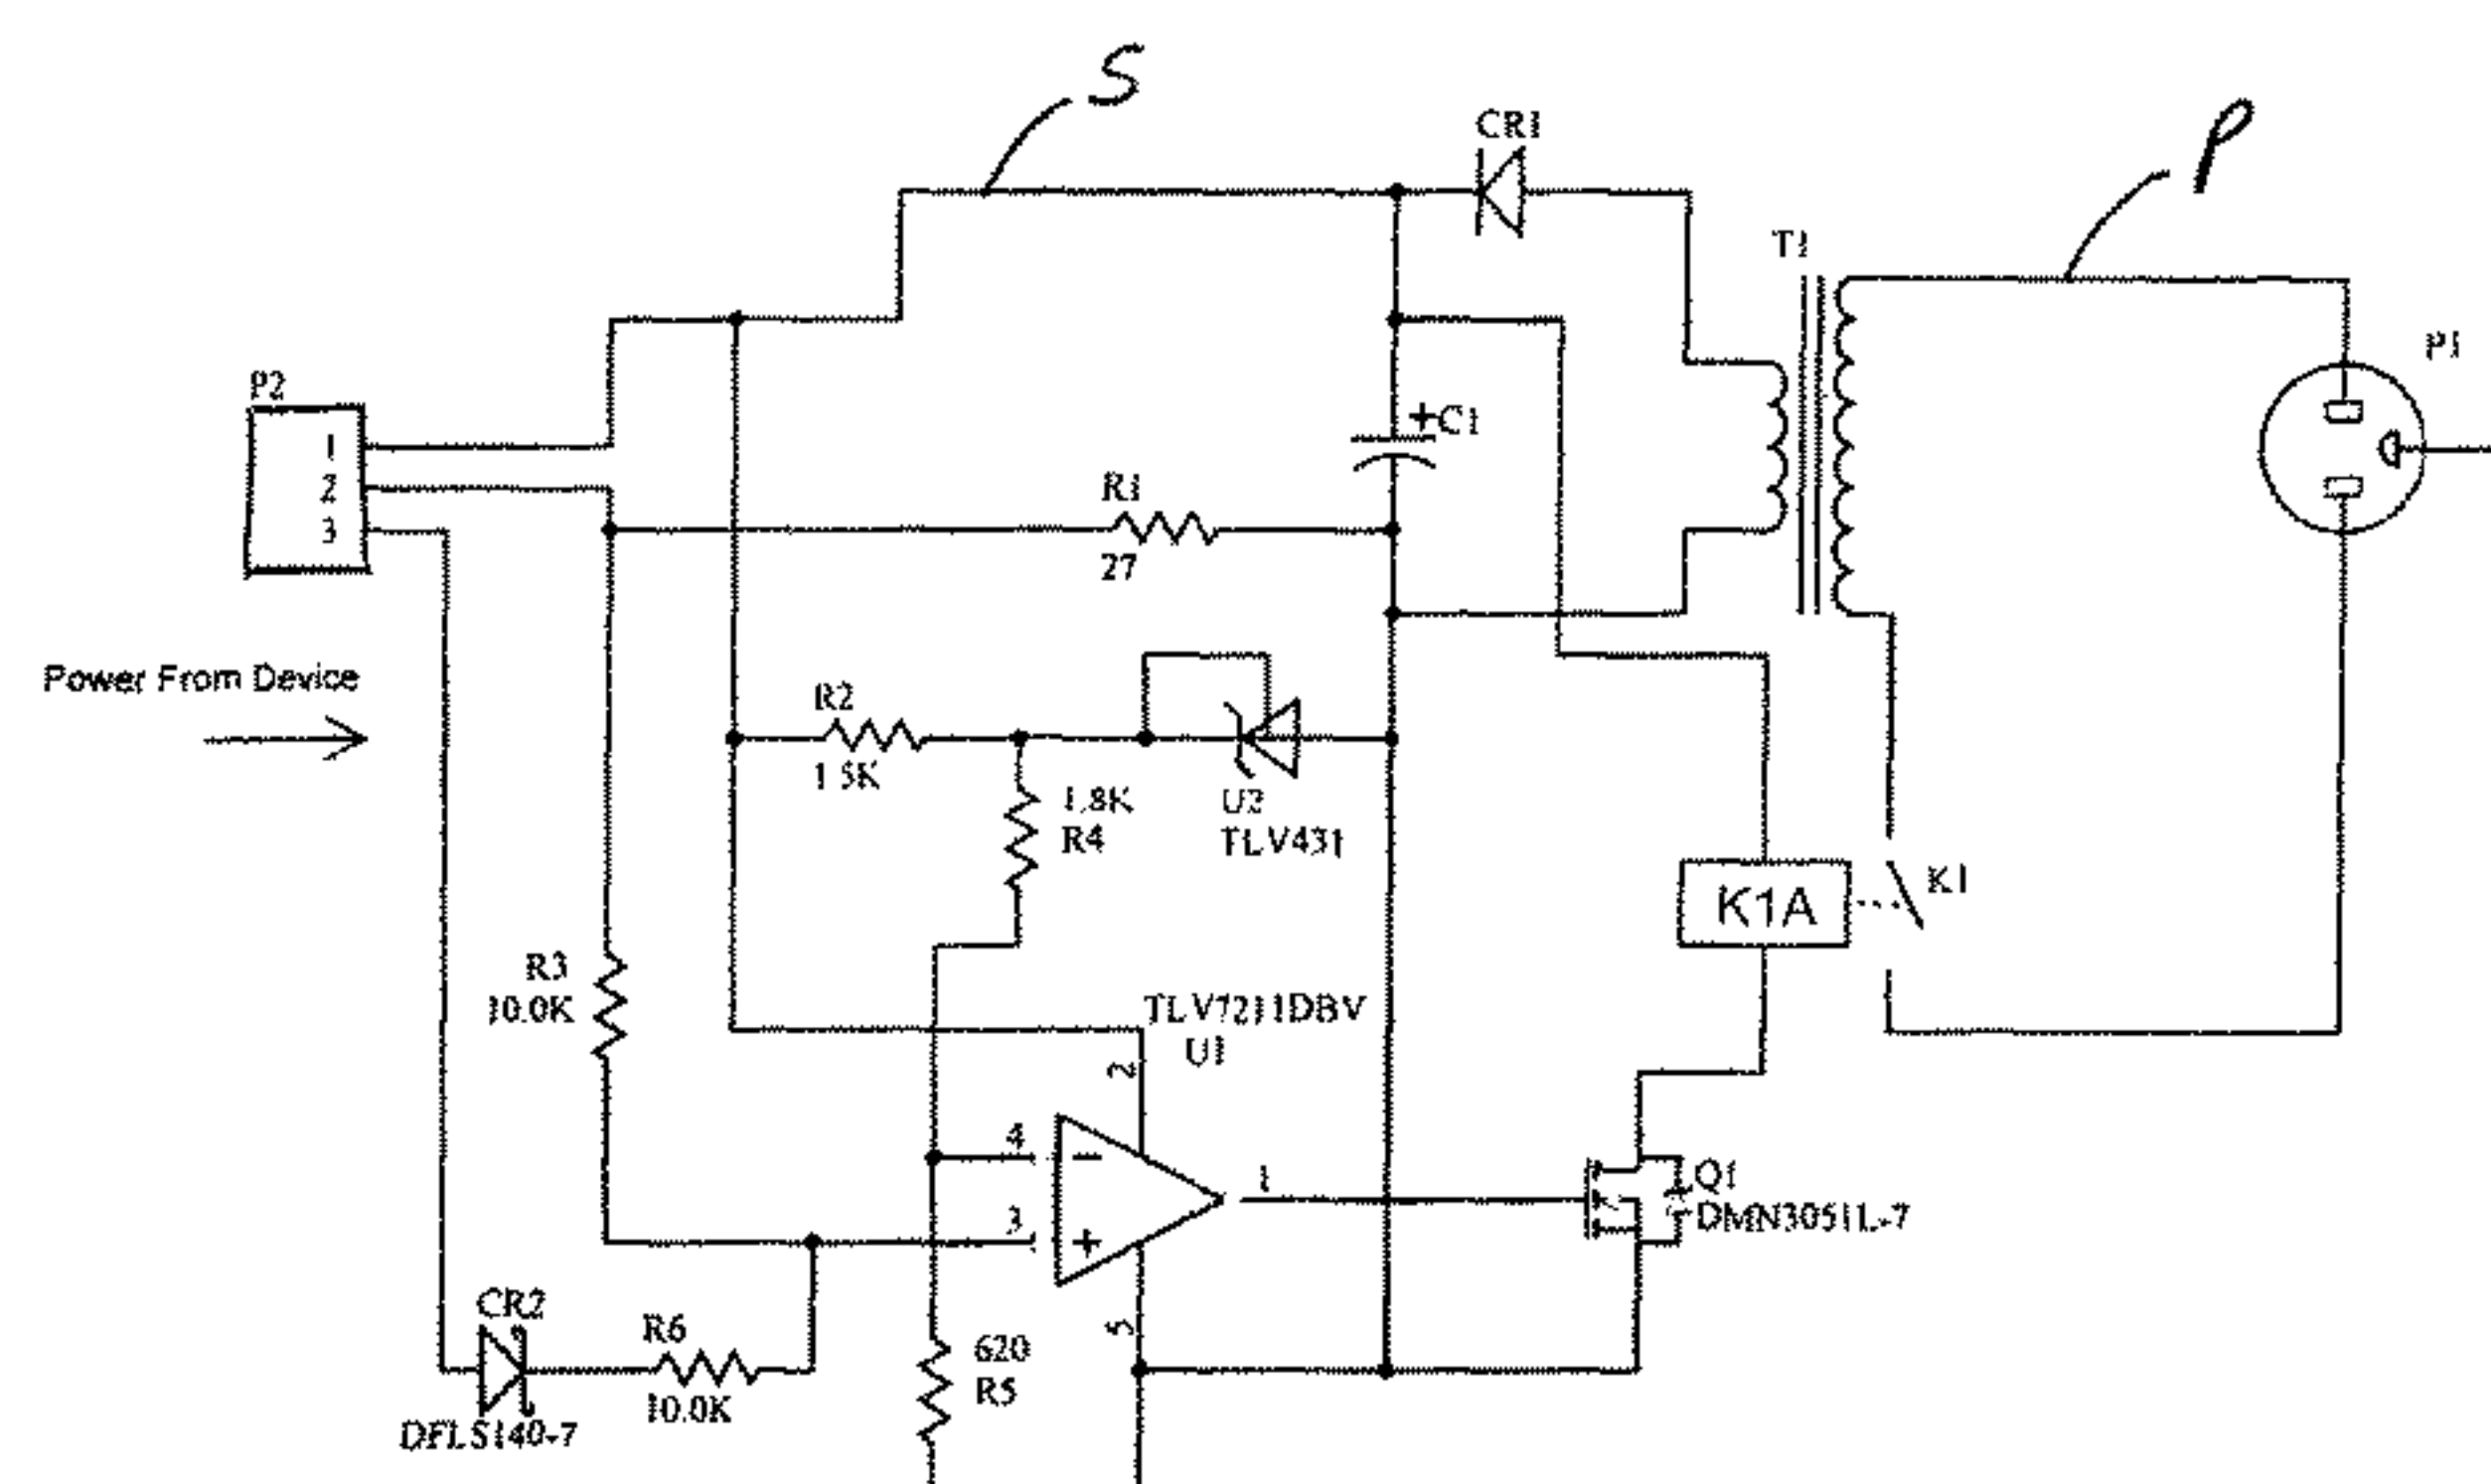 S
P
CR1
T1
P1
P2
1
2
3
+C1
R1
27
Power From Device
R2
1.5K
1.8K
R4
U2
TLV431
K1A
K1
R3
10.0K
TLV7211DBV
U1
2
4
-
3
+
1
5
Q1
DMN3051L-7
CR2
R6
10.0K
DFLS140-7
620
R5